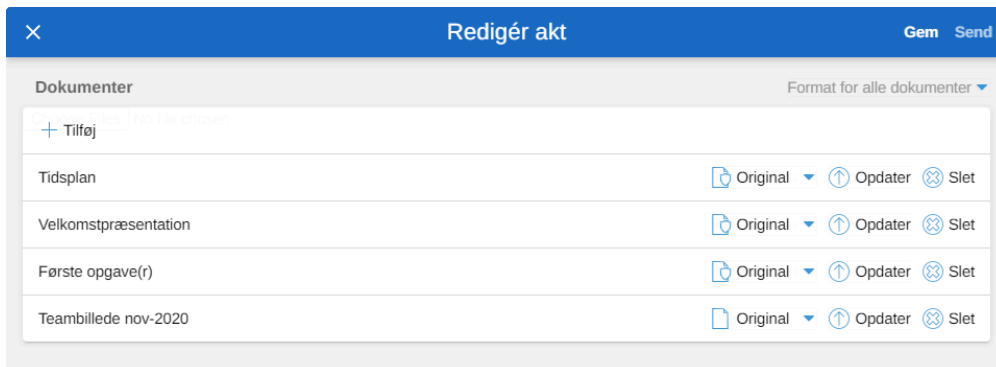 Redigér akt
Gem Send
Dokumenter
Format for alle dokumenter
Tilføj
Tidsplan Original Opdater Slet
Velkomstpræsentation Original Opdater Slet
Første opgave(r) Original Opdater Slet
Teambillede nov-2020 Original Opdater Slet